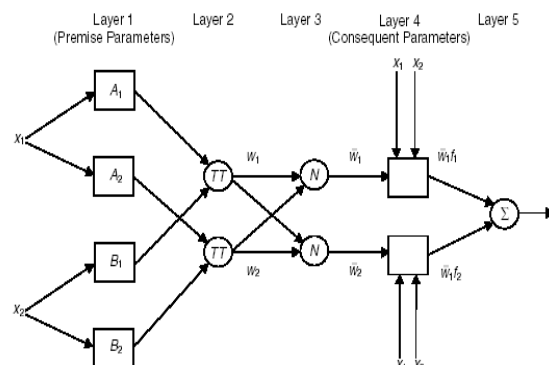 Layer 1 Layer 2 Layer 3 Layer 4 Layer 5
(Premise Parameters) (Consequent Parameters)
x₁ x₂
A₁
x₁ w₁ w̄₁ w̄₁f₁
A₂ TT N
Σ
B₁ TT N
w₂ w̄₂ w̄₁f₂
x₂
B₂